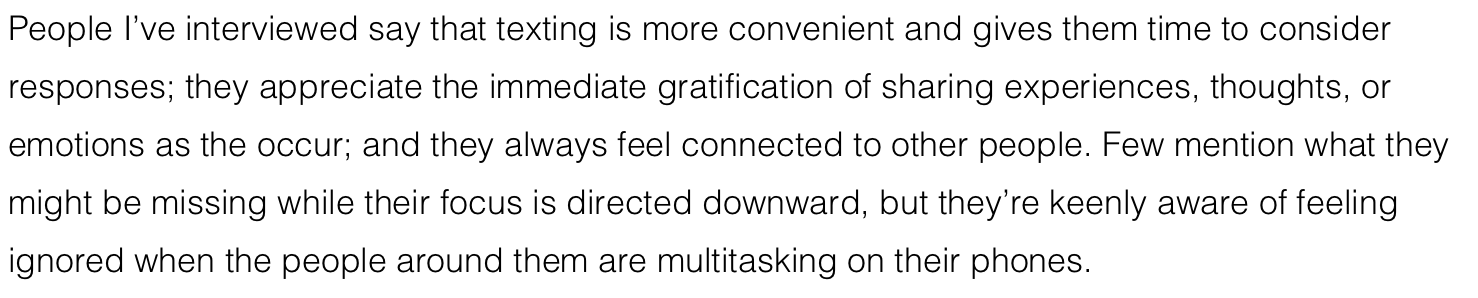 People I’ve interviewed say that texting is more convenient and gives them time to consider
responses; they appreciate the immediate gratification of sharing experiences, thoughts, or
emotions as the occur; and they always feel connected to other people. Few mention what they
might be missing while their focus is directed downward, but they’re keenly aware of feeling
ignored when the people around them are multitasking on their phones.